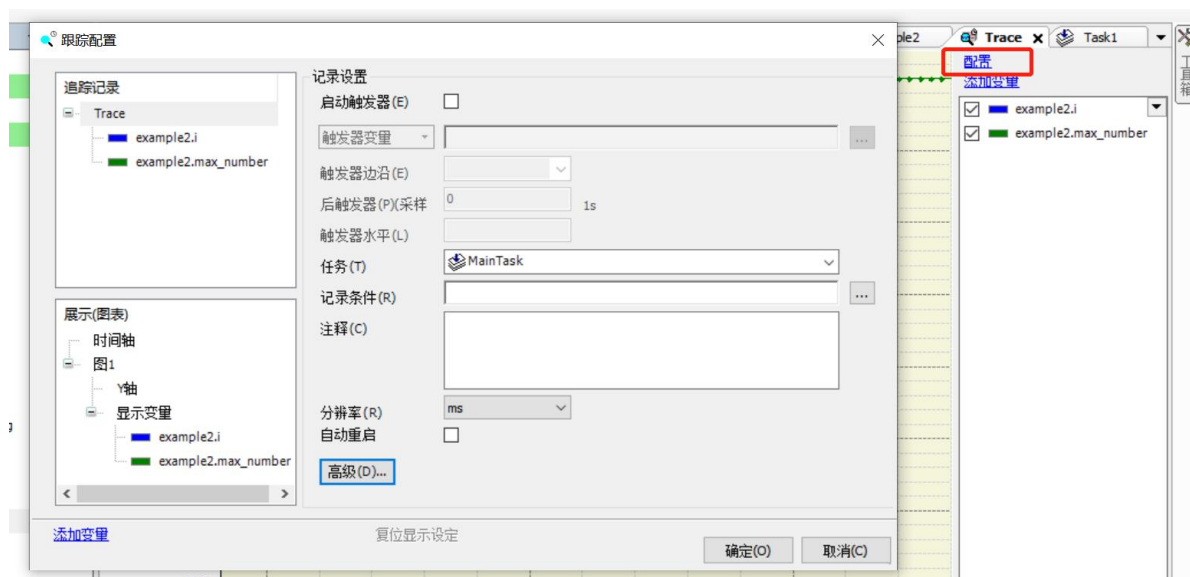 跟踪配置
追踪记录
Trace
example2.i
example2.max_number
展示(图表)
时间轴
图1
Y轴
显示变量
example2.i
example2.max_number
添加变量
记录设置
启动触发器(E)
触发器变量
...
触发器边沿(E)
后触发器(P)(采样
0
1s
触发器水平(L)
任务(T)
MainTask
记录条件(R)
...
注释(C)
分辨率(R)
ms
自动重启
高级(D)...
复位显示设定
确定(O)
取消(C)
ple2
Trace
Task1
配置
添加变量
example2.i
example2.max_number
工具箱